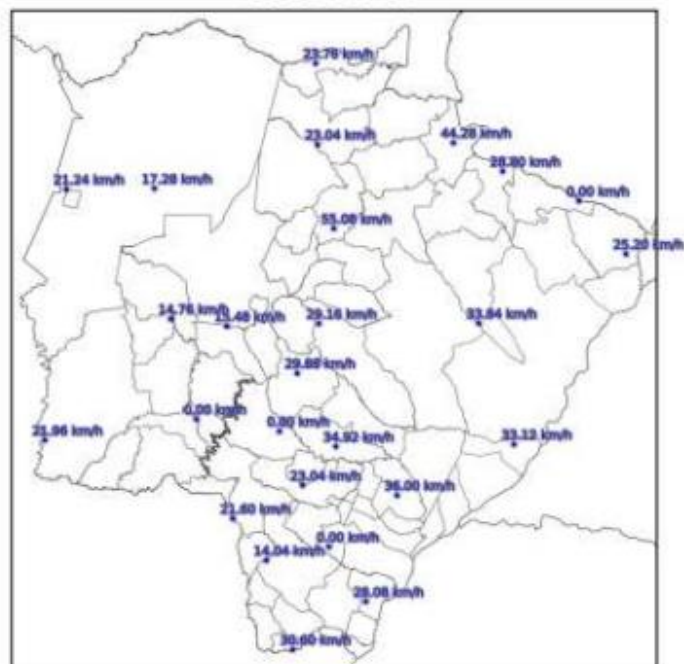 23.76 km/h
23.04 km/h
44.28 km/h
28.80 km/h
21.24 km/h
17.28 km/h
0.00 km/h
55.08 km/h
25.20 km/h
14.76 km/h
15.48 km/h
29.16 km/h
33.84 km/h
29.88 km/h
0.00 km/h
0.00 km/h
21.96 km/h
34.92 km/h
33.12 km/h
23.04 km/h
36.00 km/h
21.60 km/h
0.00 km/h
14.04 km/h
28.08 km/h
30.60 km/h